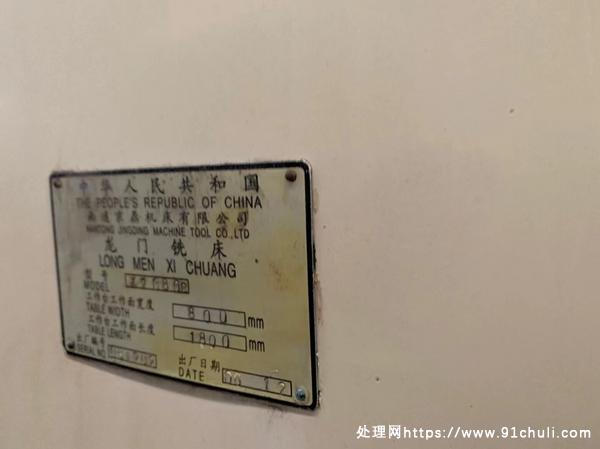 中华人民共和国
THE PEOPLE'S REPUBLIC OF CHINA
南通京鼎机床有限公司
NANTONG JINGDING MACHINE TOOL CO.,LTD
龙门铣床
LONG MEN XI CHUANG
型号
MODEL
工作台工作面宽度
TABLE WIDTH 800 mm
工作台工作面长度
TABLE LENGTH 1800 mm
出厂编号
SERIAL NO
出厂日期
DATE 12
处理网https://www.91chuli.com